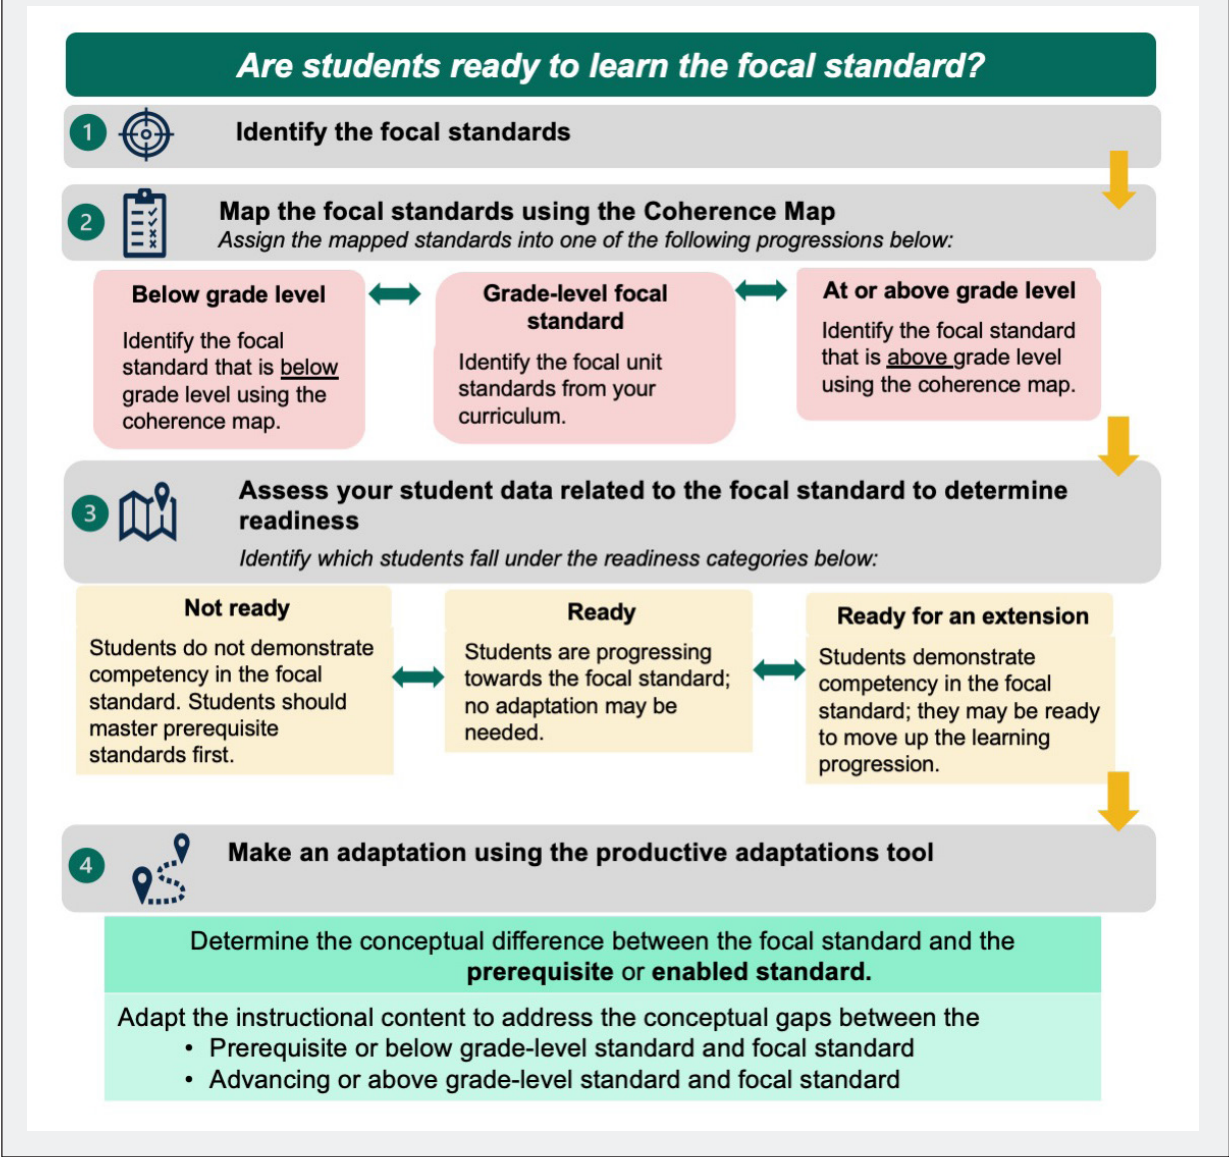 Are students ready to learn the focal standard?
1
Identify the focal standards
2
Map the focal standards using the Coherence Map
Assign the mapped standards into one of the following progressions below:
Below grade level
Identify the focal
standard that is below
grade level using the
coherence map.
Grade-level focal
standard
Identify the focal unit
standards from your
curriculum.
At or above grade level
Identify the focal standard
that is above grade level
using the coherence map.
3
Assess your student data related to the focal standard to determine
readiness
Identify which students fall under the readiness categories below:
Not ready
Students do not demonstrate
competency in the focal
standard. Students should
master prerequisite
standards first.
Ready
Students are progressing
towards the focal standard;
no adaptation may be
needed.
Ready for an extension
Students demonstrate
competency in the focal
standard; they may be ready
to move up the learning
progression.
4
Make an adaptation using the productive adaptations tool
Determine the conceptual difference between the focal standard and the
prerequisite or enabled standard.
Adapt the instructional content to address the conceptual gaps between the
• Prerequisite or below grade-level standard and focal standard
• Advancing or above grade-level standard and focal standard